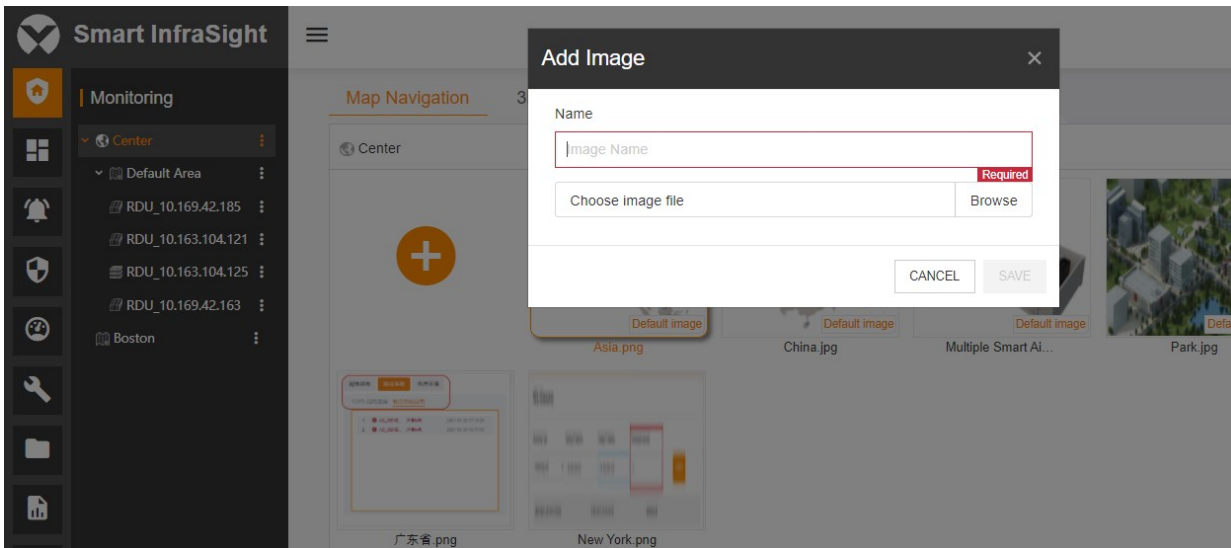 Smart InfraSight
Monitoring
Center
Default Area
RDU_10.169.42.185
RDU_10.163.104.121
RDU_10.163.104.125
RDU_10.169.42.163
Boston
Map Navigation
3
Center
Add Image
×
Name
Image Name
Required
Choose image file
Browse
CANCEL
SAVE
Default image
Default image
Default image
Defa
Asia.png
China.jpg
Multiple Smart Ai...
Park.jpg
广东省.png
New York.png